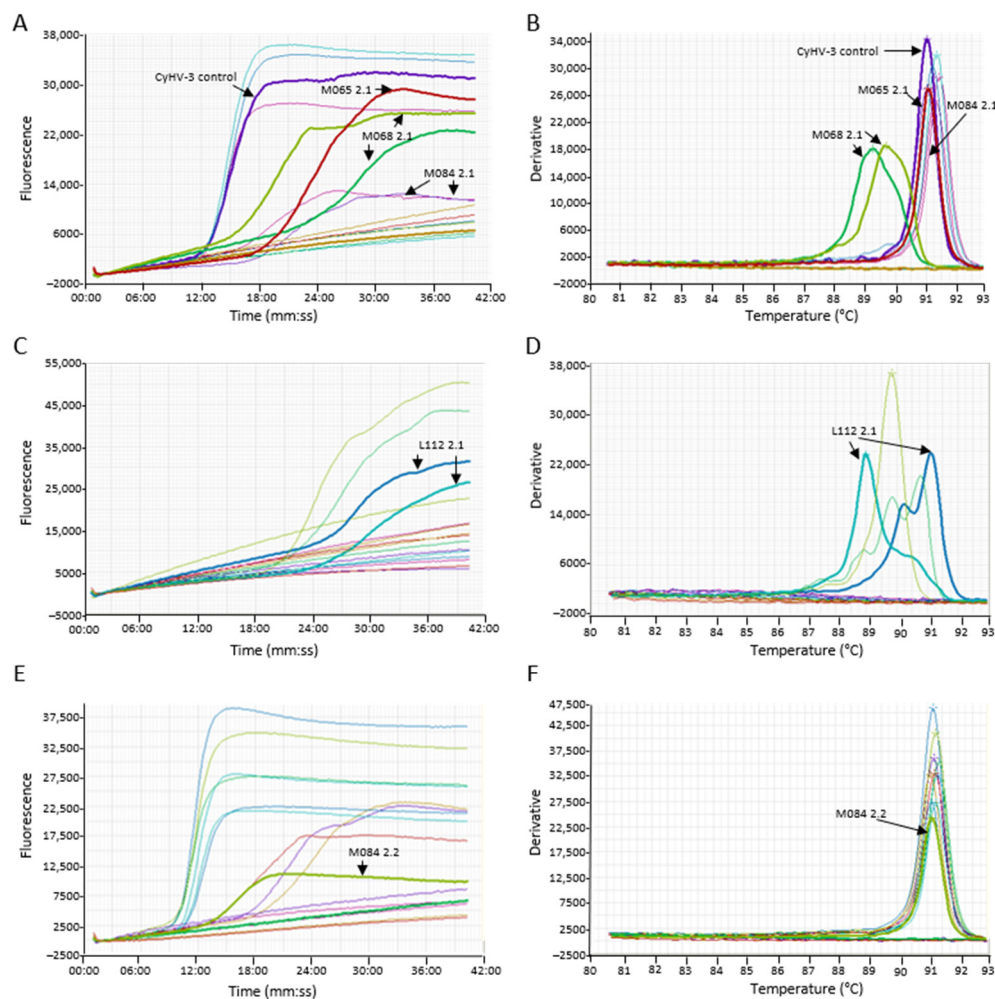 A
38,000
30,000
22,000
14,000
6000
−2000
Fluorescence
CyHV-3 control
M065 2.1
M068 2.1
M084 2.1
00:00 06:00 12:00 18:00 24:00 30:00 36:00 42:00
Time (mm:ss)
B
34,000
30,000
26,000
22,000
18,000
14,000
10,000
6000
2000
−2000
Derivative
CyHV-3 control
M065 2.1
M084 2.1
M068 2.1
80 81 82 83 84 85 86 87 88 89 90 91 92 93
Temperature (°C)
C
55,000
45,000
35,000
25,000
15,000
5000
−5000
Fluorescence
L112 2.1
00:00 06:00 12:00 18:00 24:00 30:00 36:00 42:00
Time (mm:ss)
D
38,000
30,000
22,000
14,000
6000
−2000
Derivative
L112 2.1
80 81 82 83 84 85 86 87 88 89 90 91 92 93
Temperature (°C)
E
37,500
32,500
27,500
22,500
17,500
12,500
7500
2500
−2500
Fluorescence
M084 2.2
00:00 06:00 12:00 18:00 24:00 30:00 36:00 42:00
Time (mm:ss)
F
47,500
42,500
37,500
32,500
27,500
22,500
17,500
12,500
7500
2500
−2500
Derivative
M084 2.2
80 81 82 83 84 85 86 87 88 89 90 91 92 93
Temperature (°C)